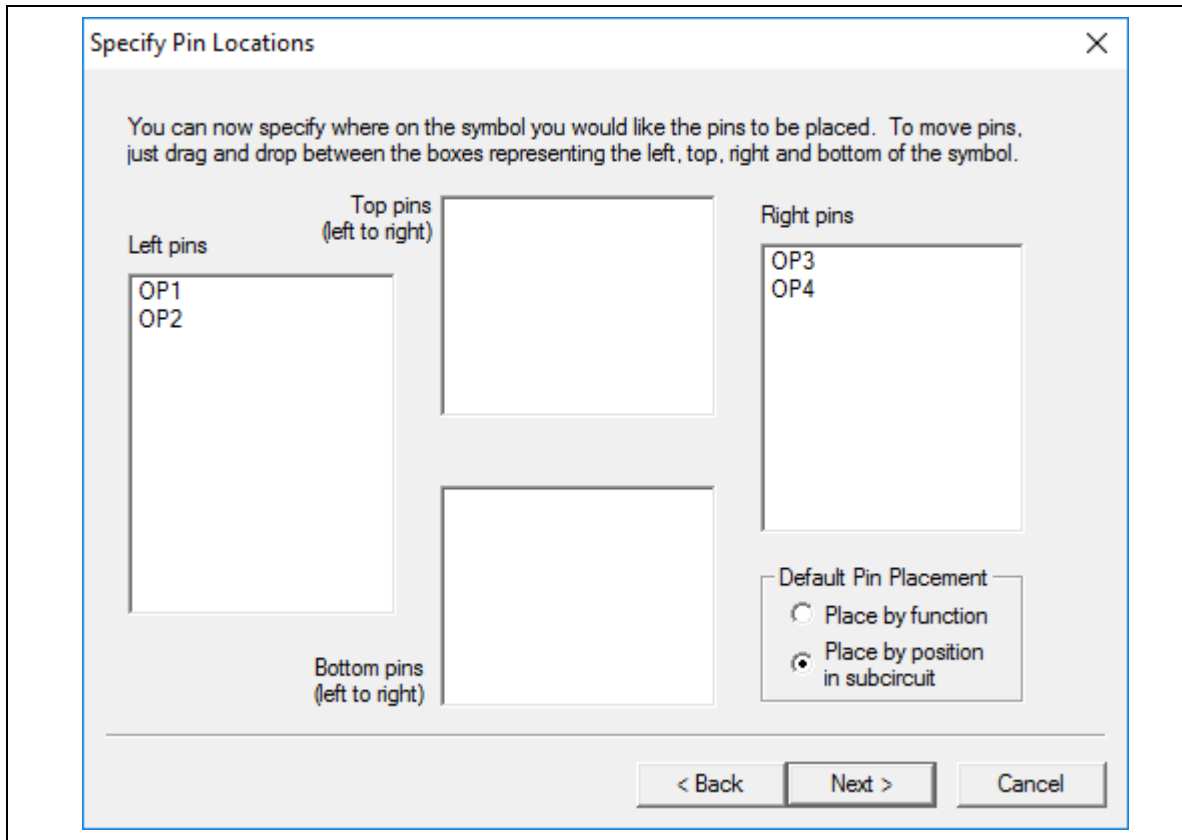 Specify Pin Locations
You can now specify where on the symbol you would like the pins to be placed.  To move pins,
just drag and drop between the boxes representing the left, top, right and bottom of the symbol.
Top pins
(left to right)
Right pins
Left pins
OP1
OP2
OP3
OP4
Default Pin Placement
Place by function
Place by position
in subcircuit
Bottom pins
(left to right)
< Back
Next >
Cancel